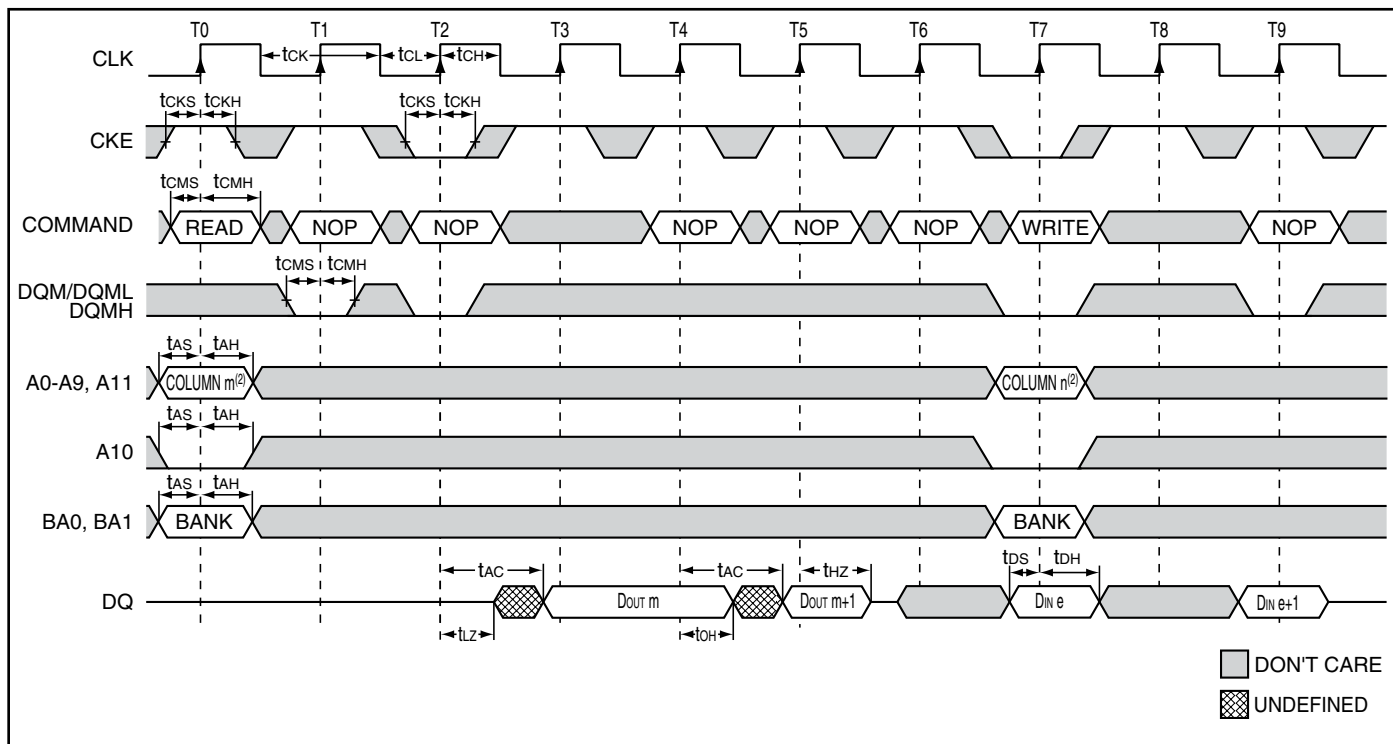 T0 T1 T2 T3 T4 T5 T6 T7 T8 T9
CLK
tCK tCL tCH
tCKS tCKH tCKS tCKH
CKE
tCMS tCMH
COMMAND READ NOP NOP NOP NOP NOP WRITE NOP
tCMS tCMH
DQM/DQML
DQMH
tAS tAH
A0-A9, A11 COLUMN m(2) COLUMN n(2)
tAS tAH
A10
tAS tAH
BA0, BA1 BANK BANK
tAC tAC tHZ tDS tDH
DQ DOUT m DOUT m+1 DIN e DIN e+1
tLZ tOH
DON'T CARE
UNDEFINED